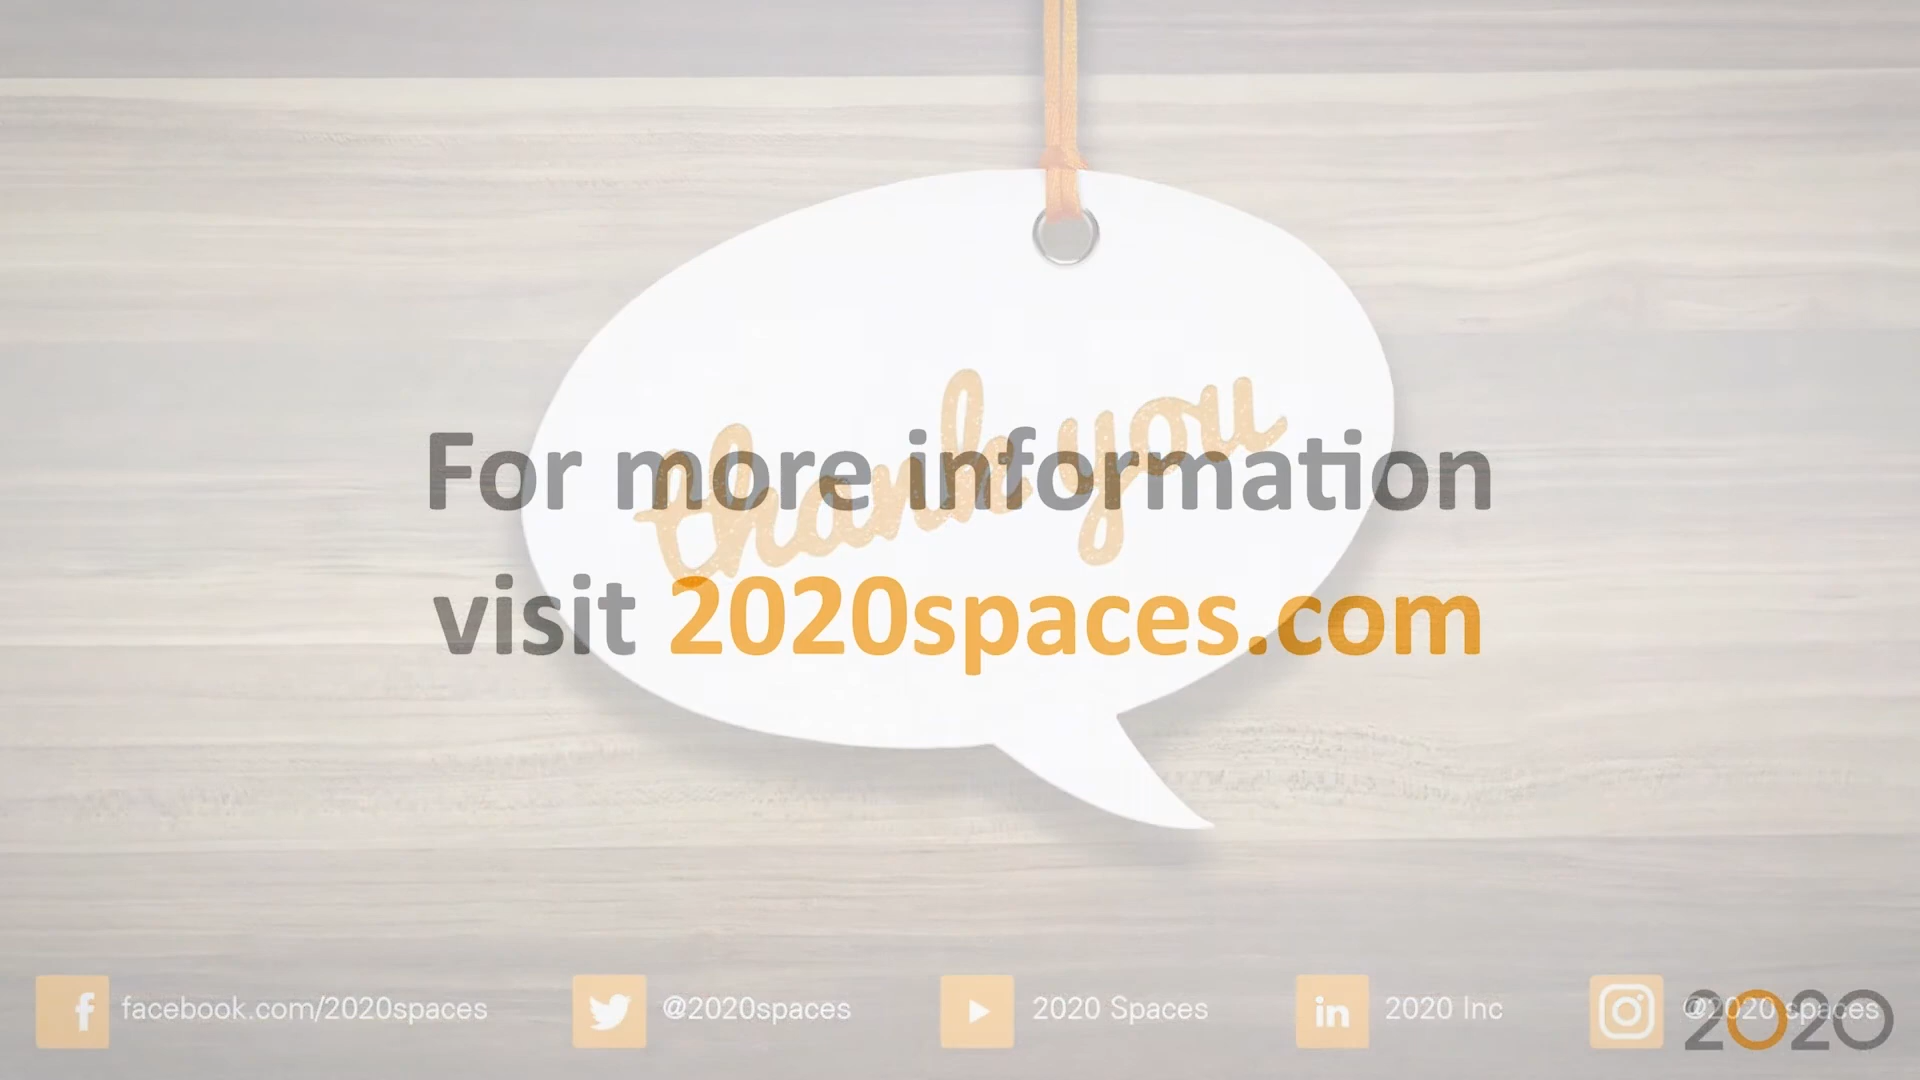 thank you
For more information
visit 2020spaces.com
facebook.com/2020spaces
@2020spaces
2020 Spaces
2020 Inc
@2020.spaces
2020